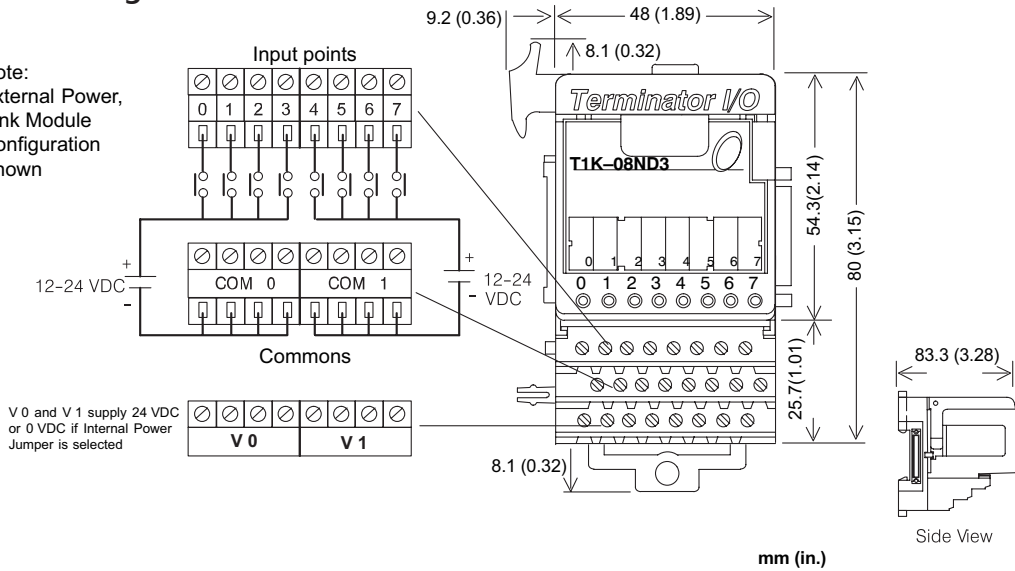 9.2 (0.36)
48 (1.89)
8.1 (0.32)
Input points
ote:
xternal Power,
nk Module
onfiguration
hown
0 1 2 3 4 5 6 7
Terminator I/O
T1K–08ND3
54.3(2.14)
80 (3.15)
0 1 2 3 4 5 6 7
0 1 2 3 4 5 6 7
+
12–24 VDC
-
COM 0 COM 1
+
12–24
- VDC
Commons
25.7(1.01)
83.3 (3.28)
V 0 and V 1 supply 24 VDC
or 0 VDC if Internal Power
Jumper is selected
V 0 V 1
8.1 (0.32)
Side View
mm (in.)